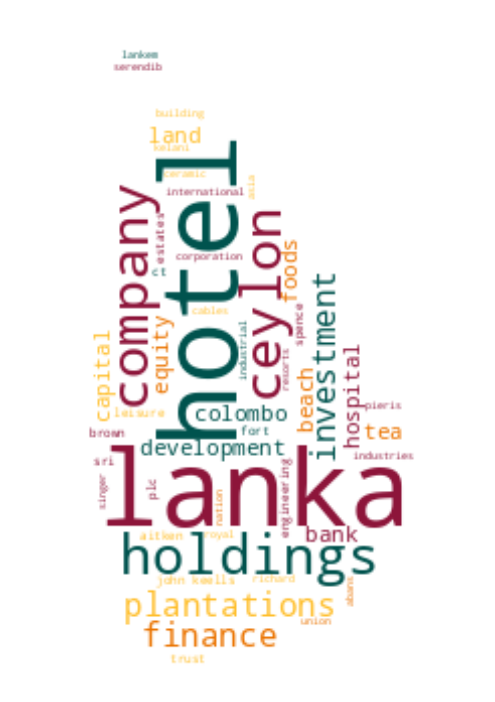 lankem
serendib
building
land
kelani
hotel
ceramic
international
asia
company
estates
ceylon
corporation
foods
ct
investment
cables
spence
equity
industrial
capital
resorts
hospital
beach
leisure
colombo
pieris
brown
fort
tea
development
industries
sri
lanka
singer
plc
nation
engineering
aitken
royal
bank
holdings
john keells
richard
abans
plantations
union
finance
trust